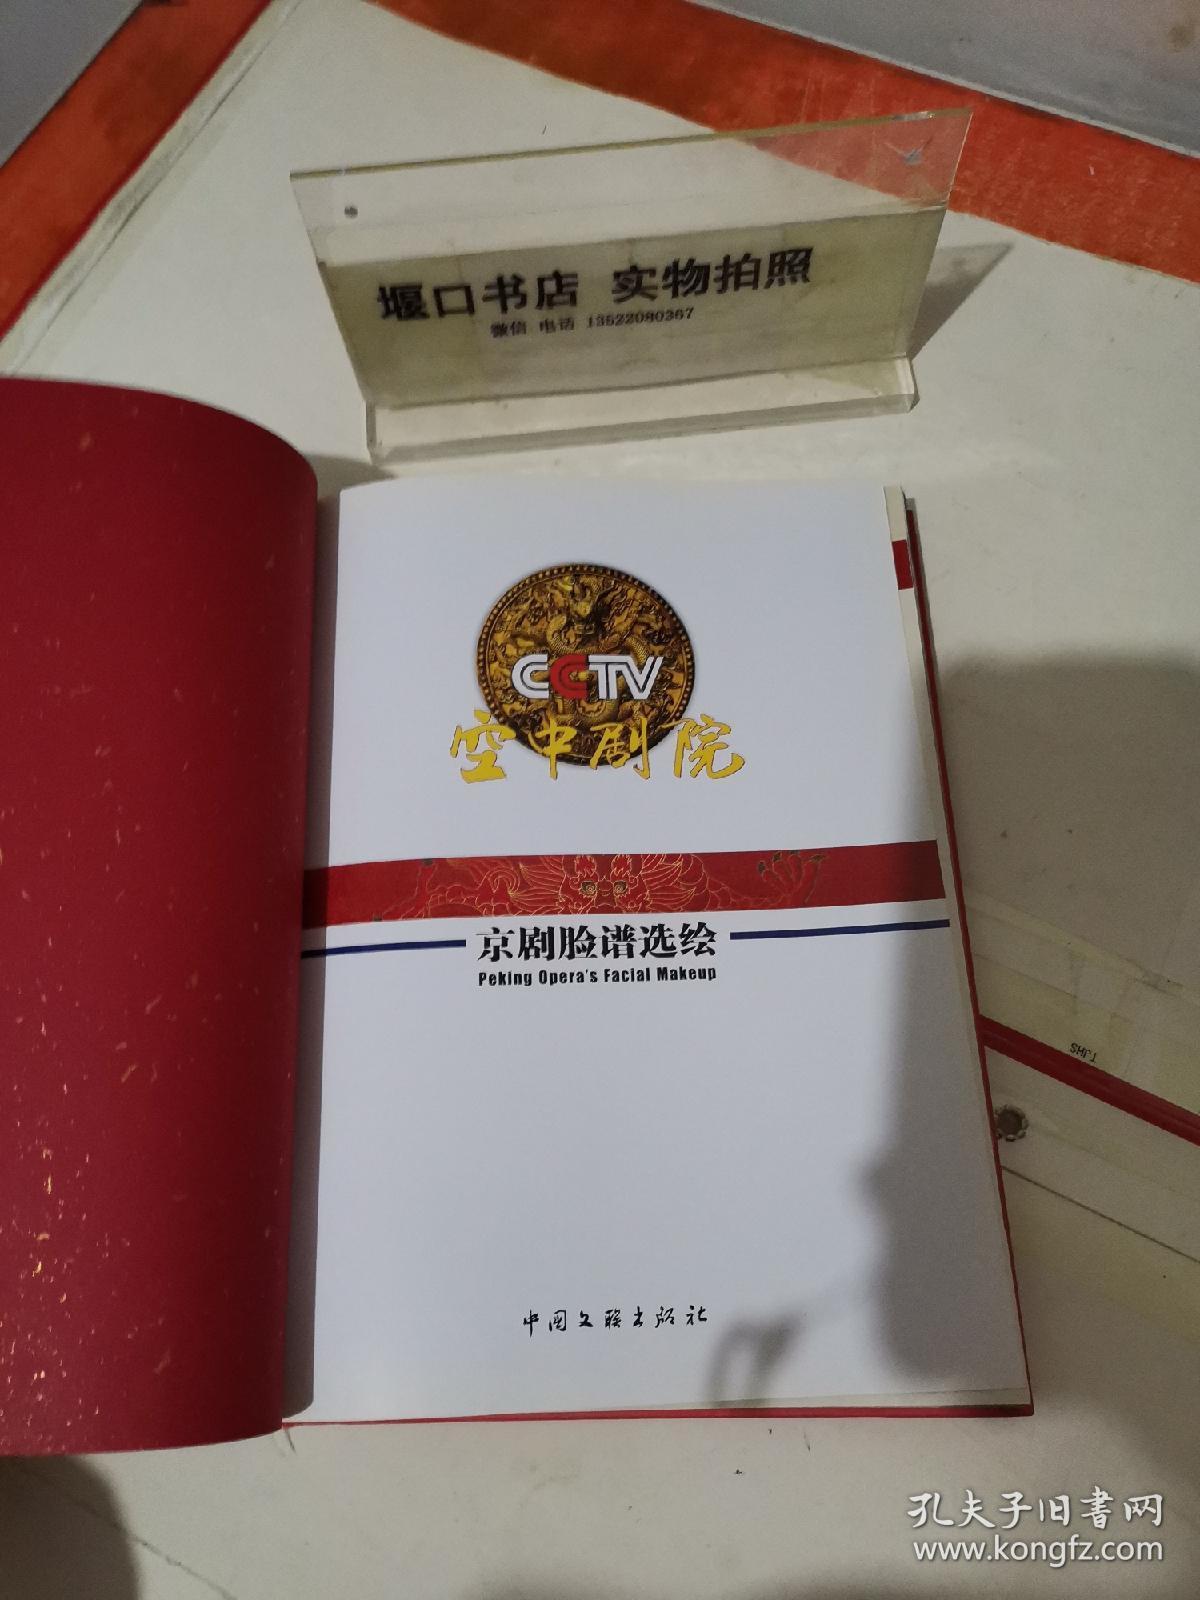 堰口书店 实物拍照
微信 电话 13522080367
CCTV
空中剧院
京剧脸谱选绘
Peking Opera's Facial Makeup
SHFJ
中国文联出版社
孔夫子旧书网
www.kongfz.com